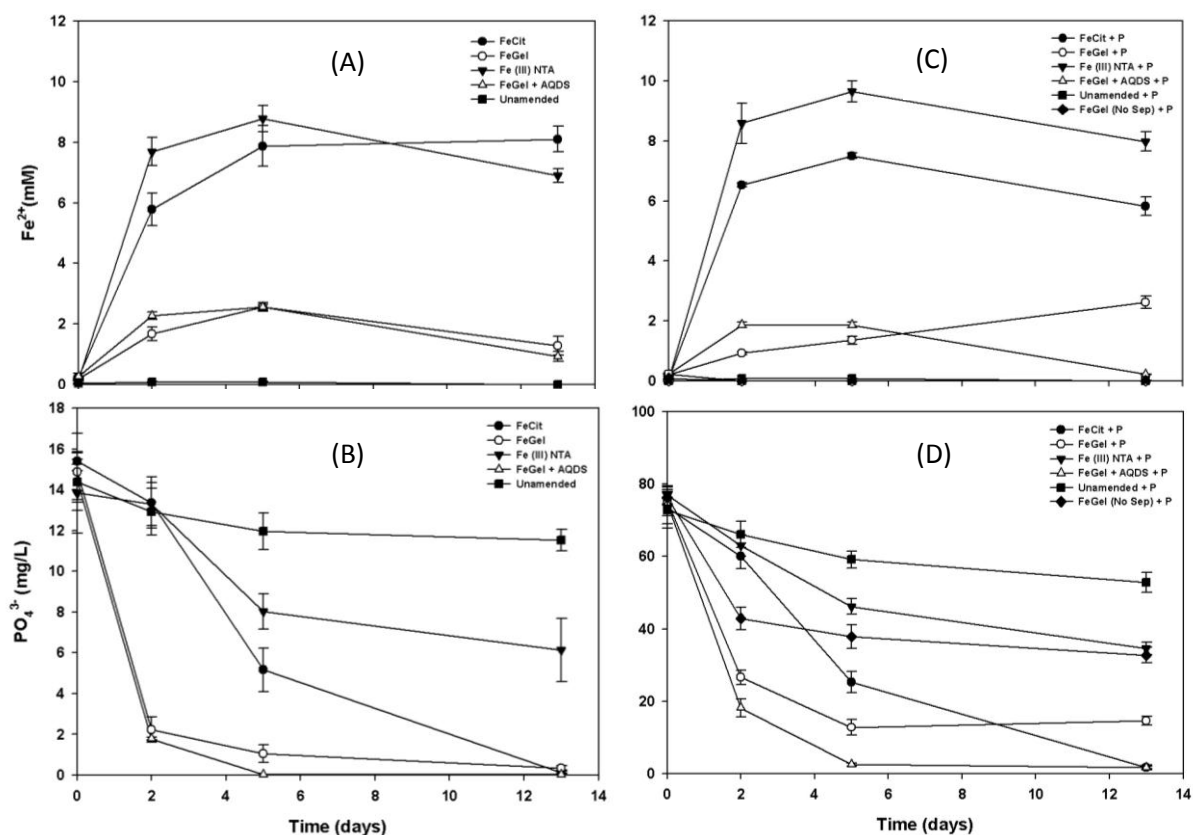 12
10
8
6
4
2
0
Fe²⁺(mM)
(A)
FeCit
FeGel
Fe (III) NTA
FeGel + AQDS
Unamended
12
10
8
6
4
2
0
(C)
FeCit + P
FeGel + P
Fe (III) NTA + P
FeGel + AQDS + P
Unamended + P
FeGel (No Sep) + P
18
16
14
12
10
8
6
4
2
0
PO₄³⁻ (mg/L)
(B)
FeCit
FeGel
Fe (III) NTA
FeGel + AQDS
Unamended
0 2 4 6 8 10 12 14
Time (days)
100
80
60
40
20
0
(D)
FeCit + P
FeGel + P
Fe (III) NTA + P
FeGel + AQDS + P
Unamended + P
FeGel (No Sep) + P
0 2 4 6 8 10 12 14
Time (days)